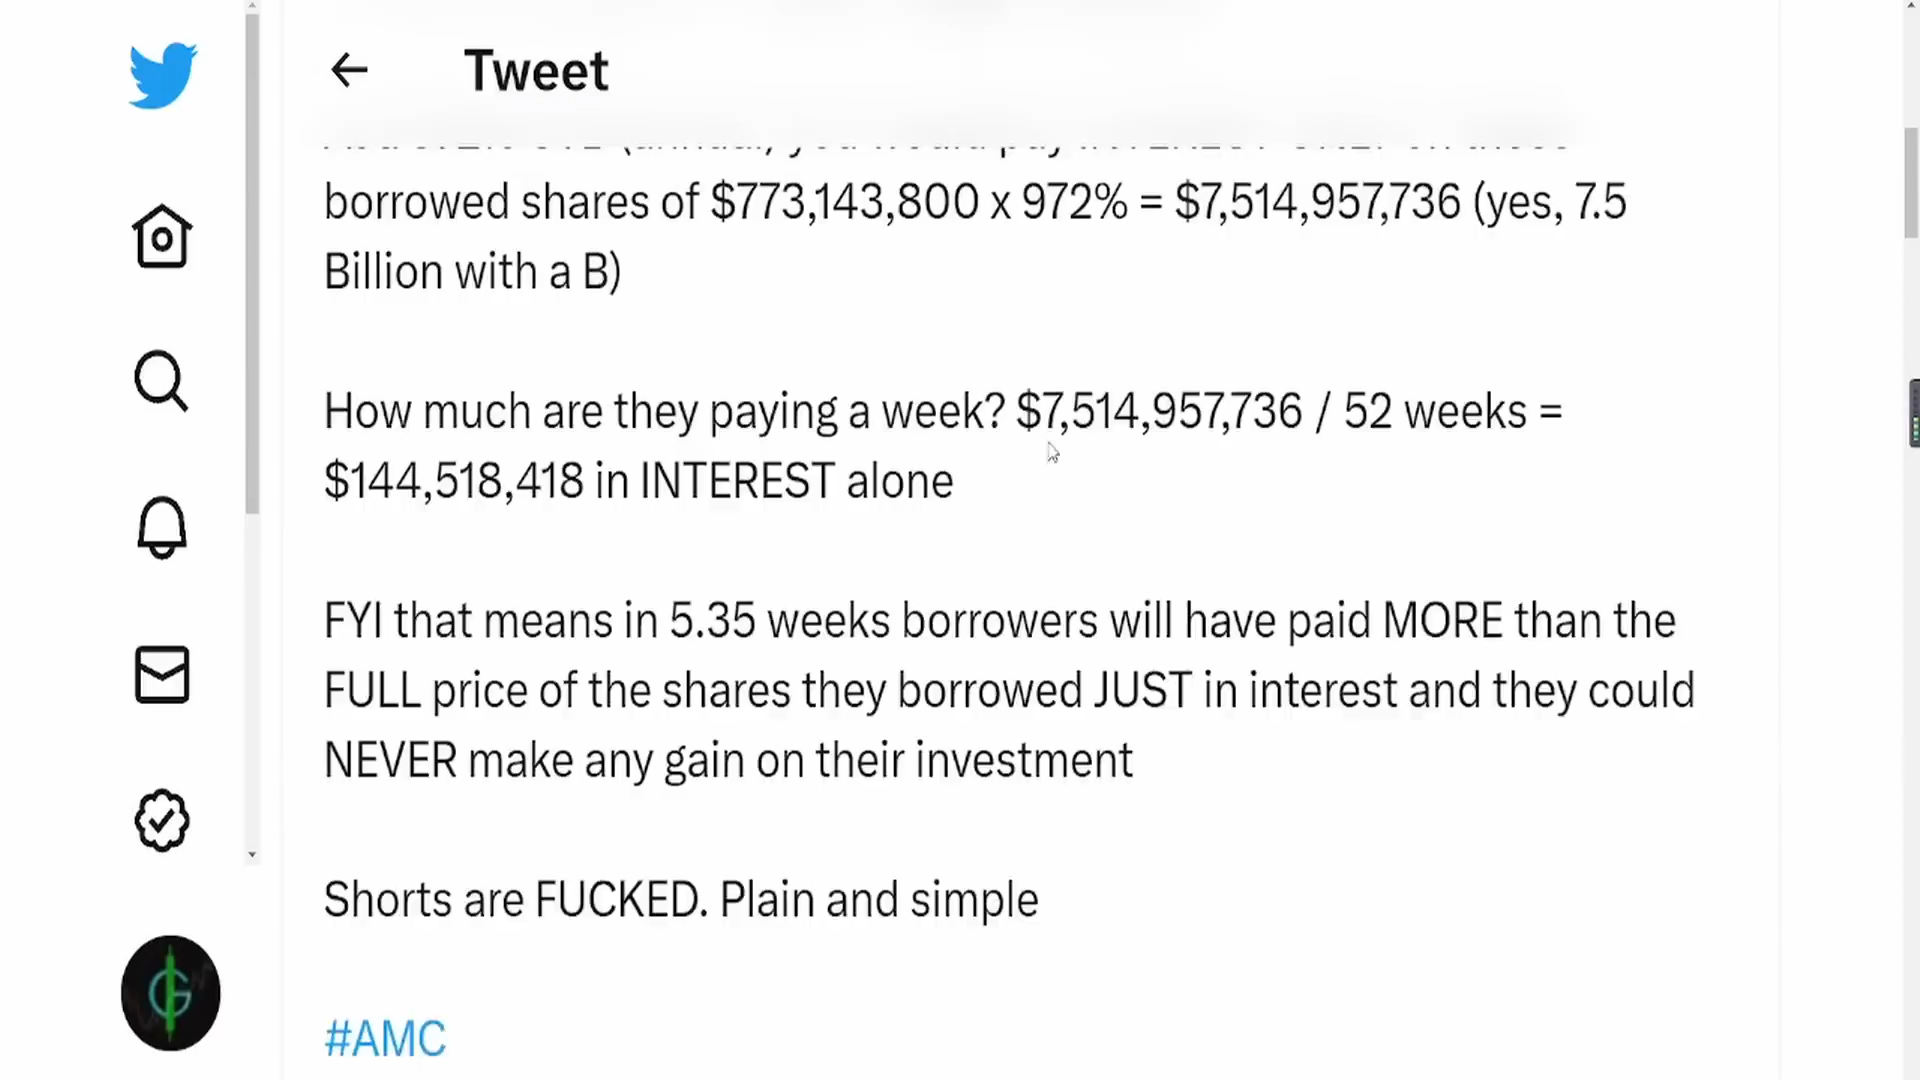 Tweet
borrowed shares of $773,143,800 x 972% = $7,514,957,736 (yes, 7.5
Billion with a B)
How much are they paying a week? $7,514,957,736 / 52 weeks =
$144,518,418 in INTEREST alone
FYI that means in 5.35 weeks borrowers will have paid MORE than the
FULL price of the shares they borrowed JUST in interest and they could
NEVER make any gain on their investment
Shorts are FUCKED. Plain and simple
#AMC